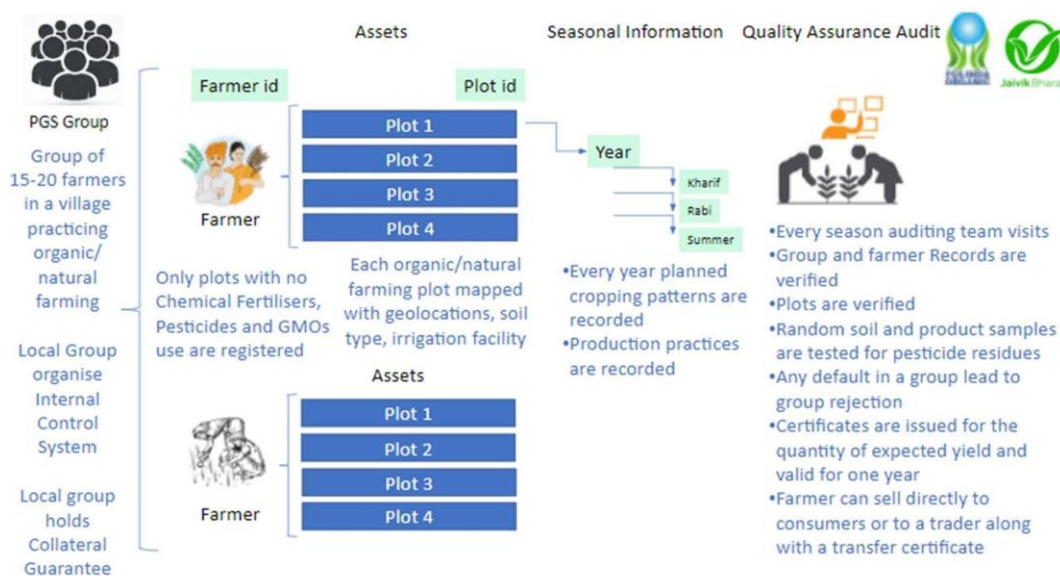 Assets
Seasonal Information
Quality Assurance Audit
Jaivik Bhara
PGS Group
Group of
15-20 farmers
in a village
practicing
organic/
natural
farming
Local Group
organise
Internal
Control
System
Local group
holds
Collateral
Guarantee
Farmer id
Plot id
Farmer
Plot 1
Plot 2
Plot 3
Plot 4
Only plots with no
Chemical Fertilisers,
Pesticides and GMOs
use are registered
Each organic/natural
farming plot mapped
with geolocations, soil
type, irrigation facility
Assets
Farmer
Plot 1
Plot 2
Plot 3
Plot 4
Year
Kharif
Rabi
Summer
•Every year planned
cropping patterns are
recorded
•Production practices
are recorded
•Every season auditing team visits
•Group and farmer Records are
verified
•Plots are verified
•Random soil and product samples
are tested for pesticide residues
•Any default in a group lead to
group rejection
•Certificates are issued for the
quantity of expected yield and
valid for one year
•Farmer can sell directly to
consumers or to a trader along
with a transfer certificate